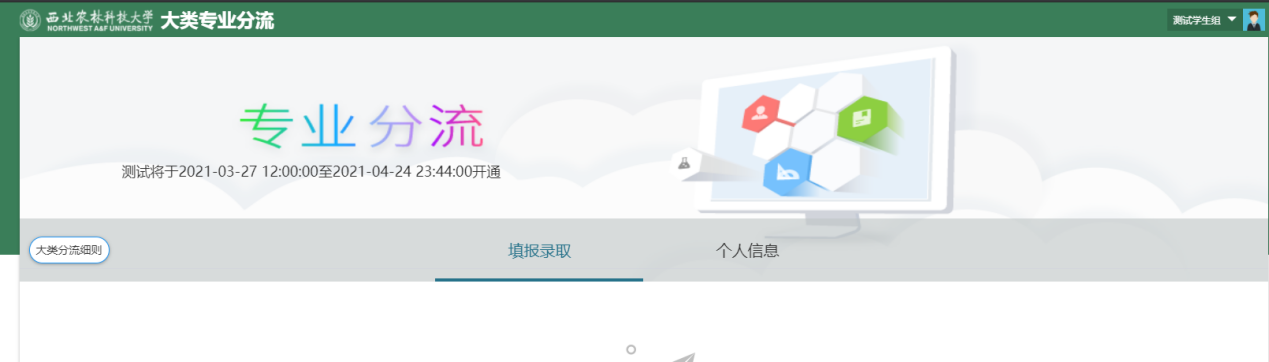 西北农林科技大学 大类专业分流
NORTHWEST A&F UNIVERSITY
测试学生组
专业分流
测试将于2021-03-27 12:00:00至2021-04-24 23:44:00开通
大类分流细则
填报录取
个人信息